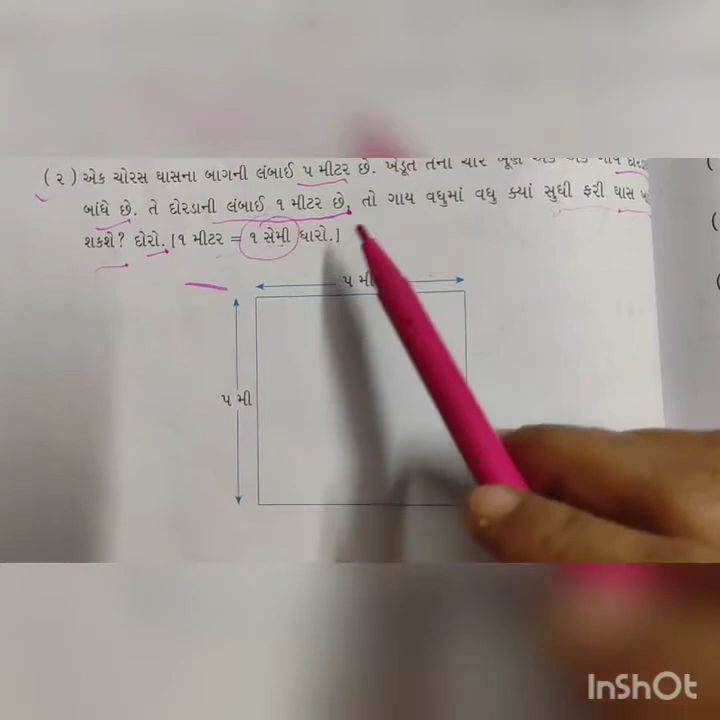 (૨) એક ચોરસ ઘાસના બાગની લંબાઈ ૫ મીટર છે. ખેડૂત તેના ચાર
બાંધે છે. તે દોરડાની લંબાઈ ૧ મીટર છે, તો ગાય વધુમાં વધુ ક્યાં સુધી ફરી ઘાસ
શકશે? દોરો. [૧ મીટર = ૧ સેમી ધારો.]
૫ મી
૫ મી
InShOt